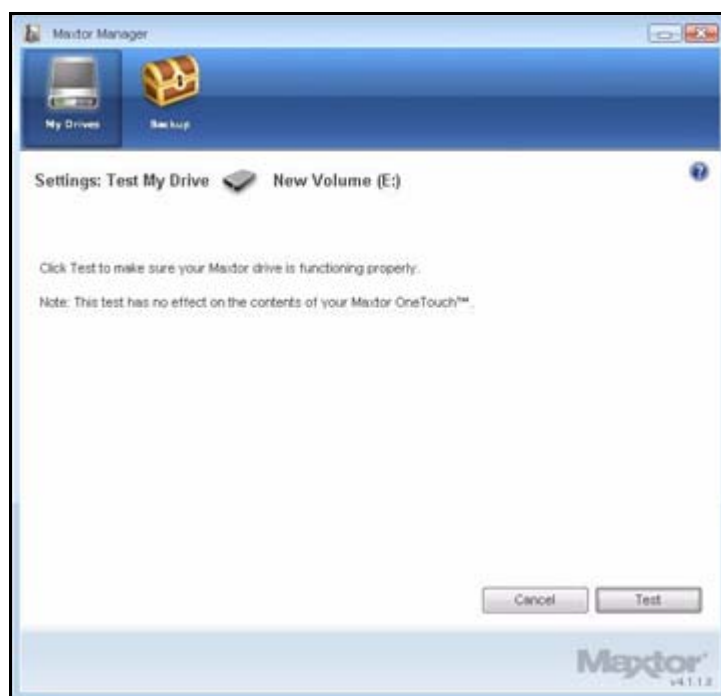 Maxtor Manager
My Drives
Backup
Settings: Test My Drive New Volume (E:)
Click Test to make sure your Maxtor drive is functioning properly.
Note: This test has no effect on the contents of your Maxtor OneTouch™.
Cancel
Test
Maxtor